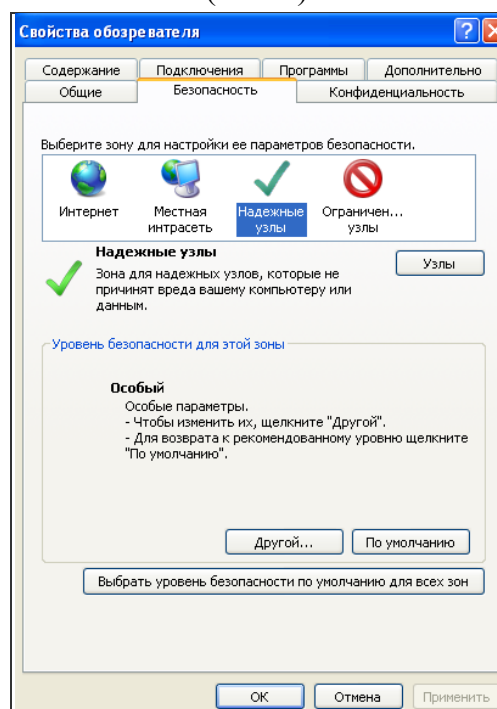 Свойства обозревателя
Содержание Подключения Программы Дополнительно
Общие Безопасность Конфиденциальность
Выберите зону для настройки ее параметров безопасности.
Интернет Местная интрасеть Надежные узлы Ограничен... узлы
Надежные узлы
Узлы
Зона для надежных узлов, которые не
причинят вреда вашему компьютеру или
данным.
Уровень безопасности для этой зоны
Особый
Особые параметры.
- Чтобы изменить их, щелкните "Другой".
- Для возврата к рекомендованному уровню щелкните
"По умолчанию".
Другой... По умолчанию
Выбрать уровень безопасности по умолчанию для всех зон
ОК Отмена Применить